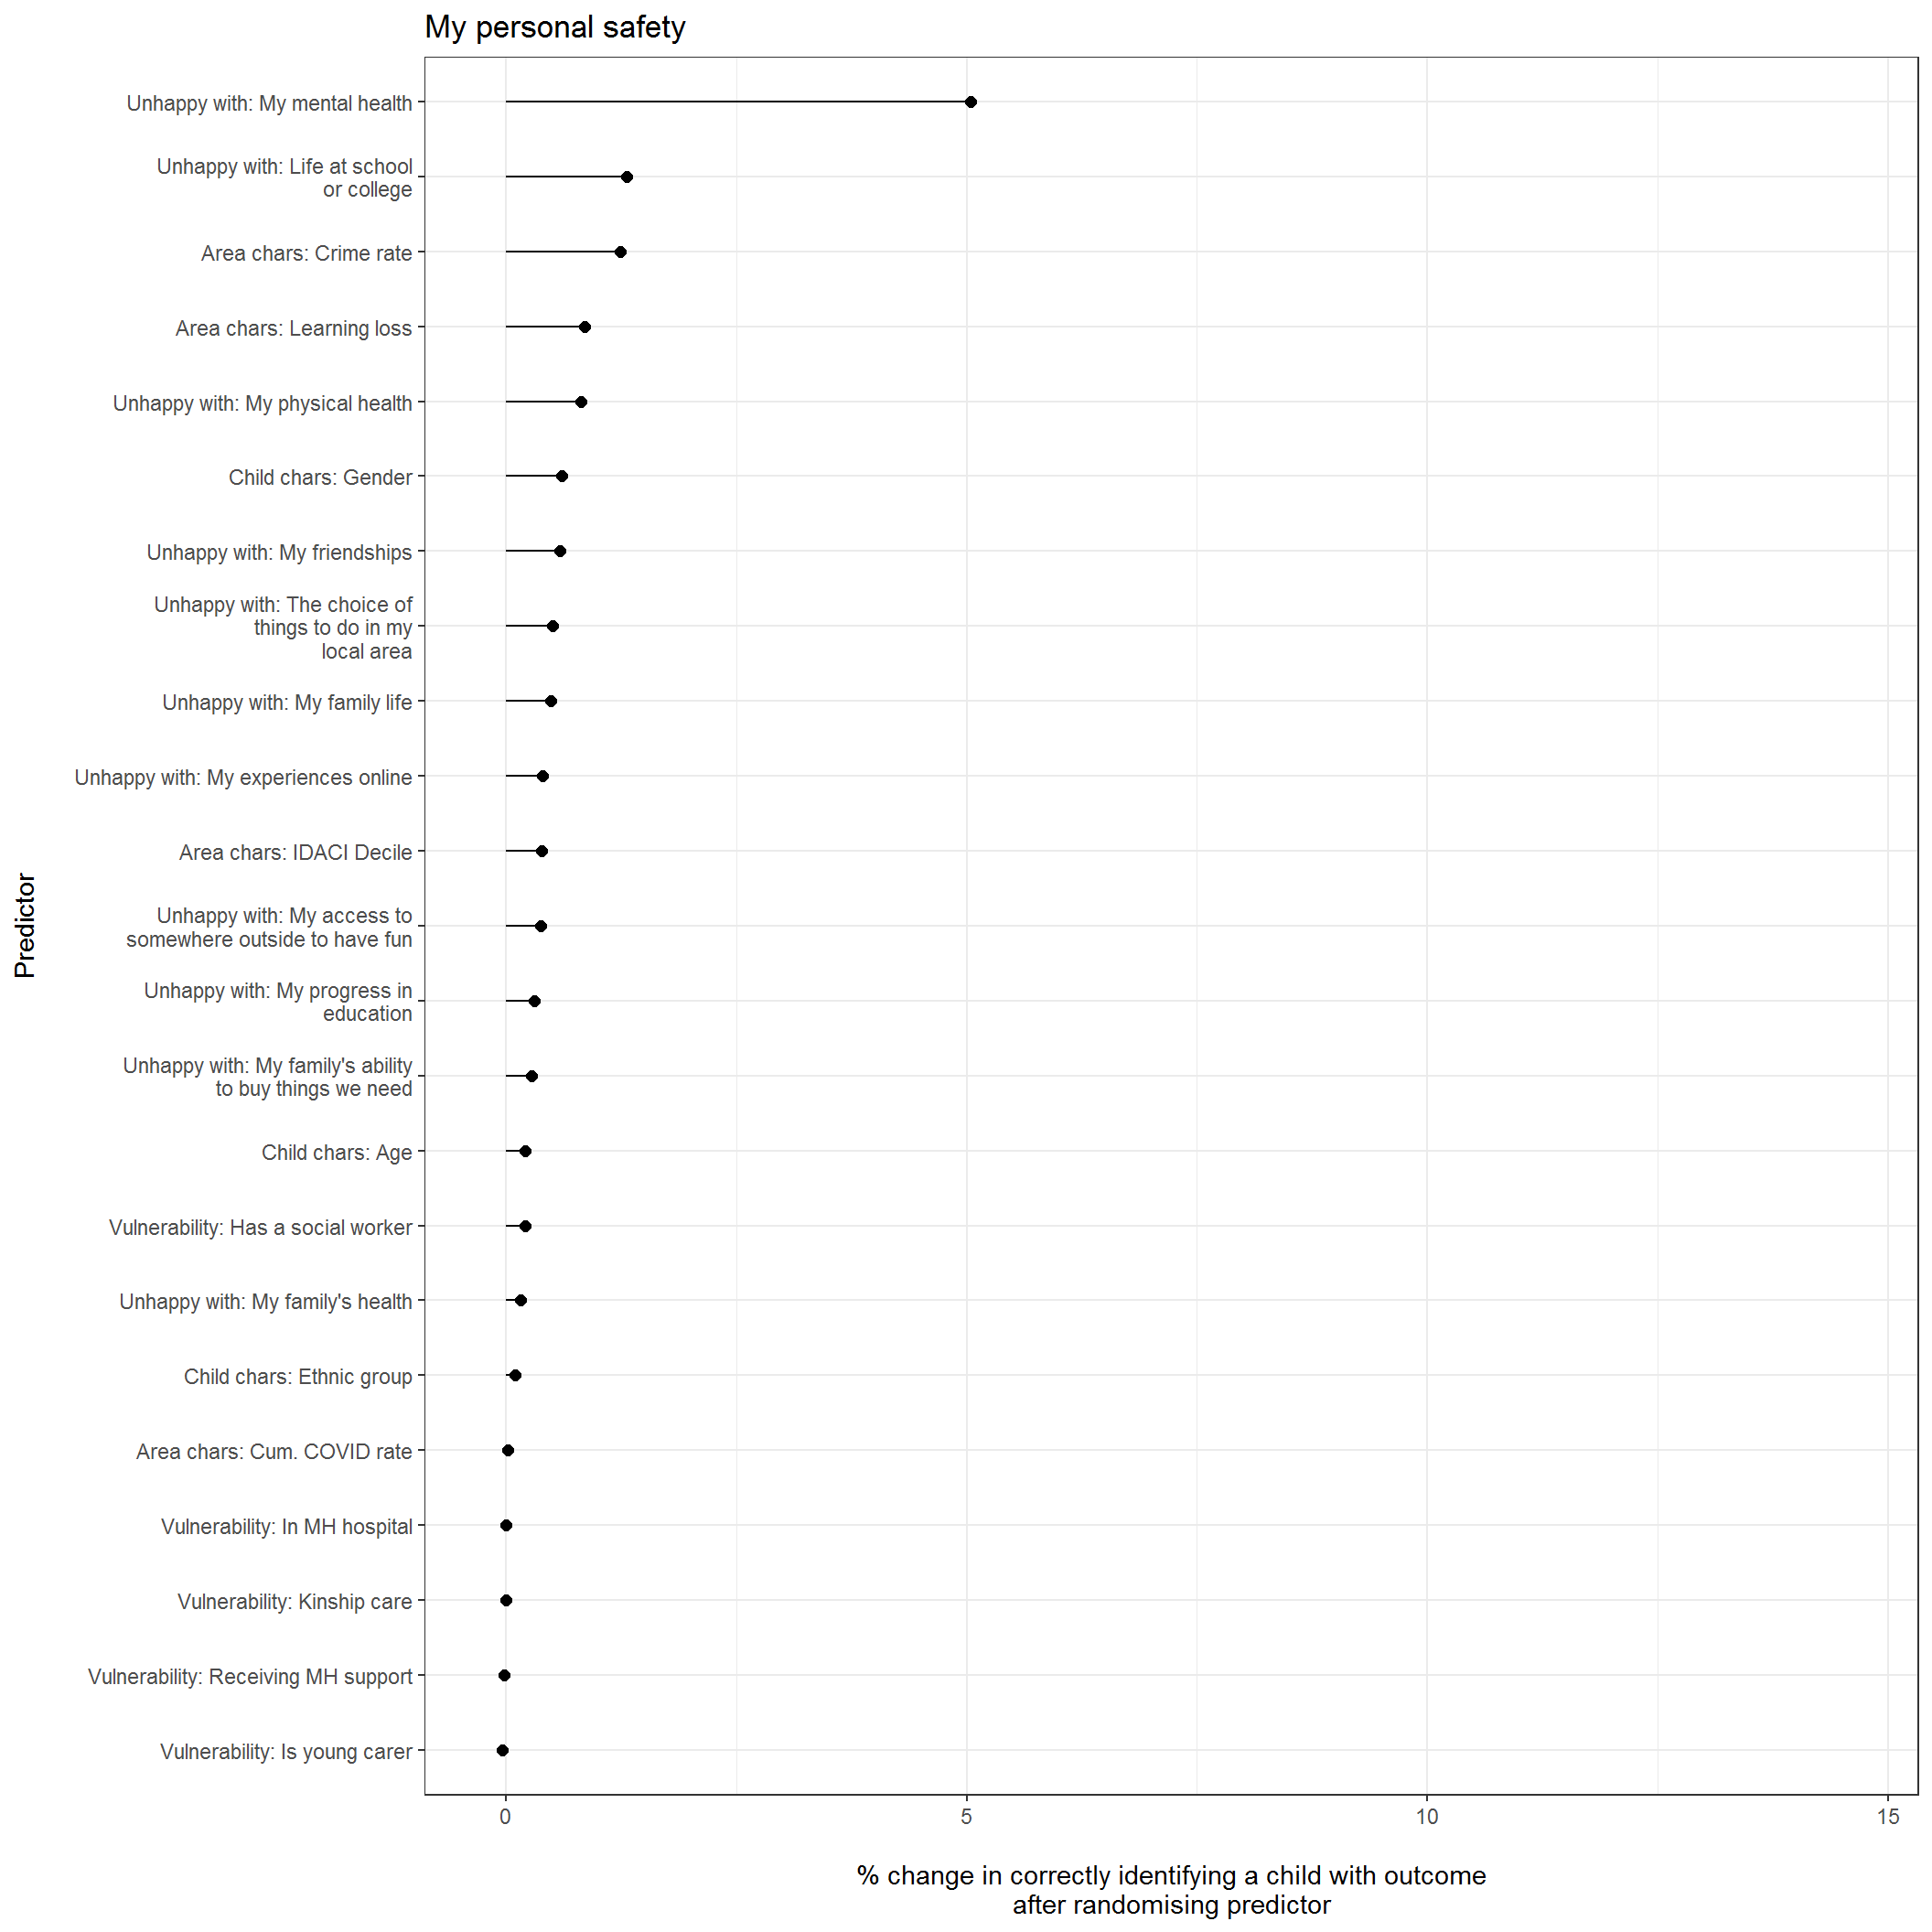 My personal safety
Unhappy with: My mental health
Unhappy with: Life at school
or college
Area chars: Crime rate
Area chars: Learning loss
Unhappy with: My physical health
Child chars: Gender
Unhappy with: My friendships
Unhappy with: The choice of
things to do in my
local area
Unhappy with: My family life
Unhappy with: My experiences online
Area chars: IDACI Decile
Unhappy with: My access to
somewhere outside to have fun
Unhappy with: My progress in
education
Unhappy with: My family's ability
to buy things we need
Child chars: Age
Vulnerability: Has a social worker
Unhappy with: My family's health
Child chars: Ethnic group
Area chars: Cum. COVID rate
Vulnerability: In MH hospital
Vulnerability: Kinship care
Vulnerability: Receiving MH support
Vulnerability: Is young carer
Predictor
0 5 10 15
% change in correctly identifying a child with outcome
after randomising predictor